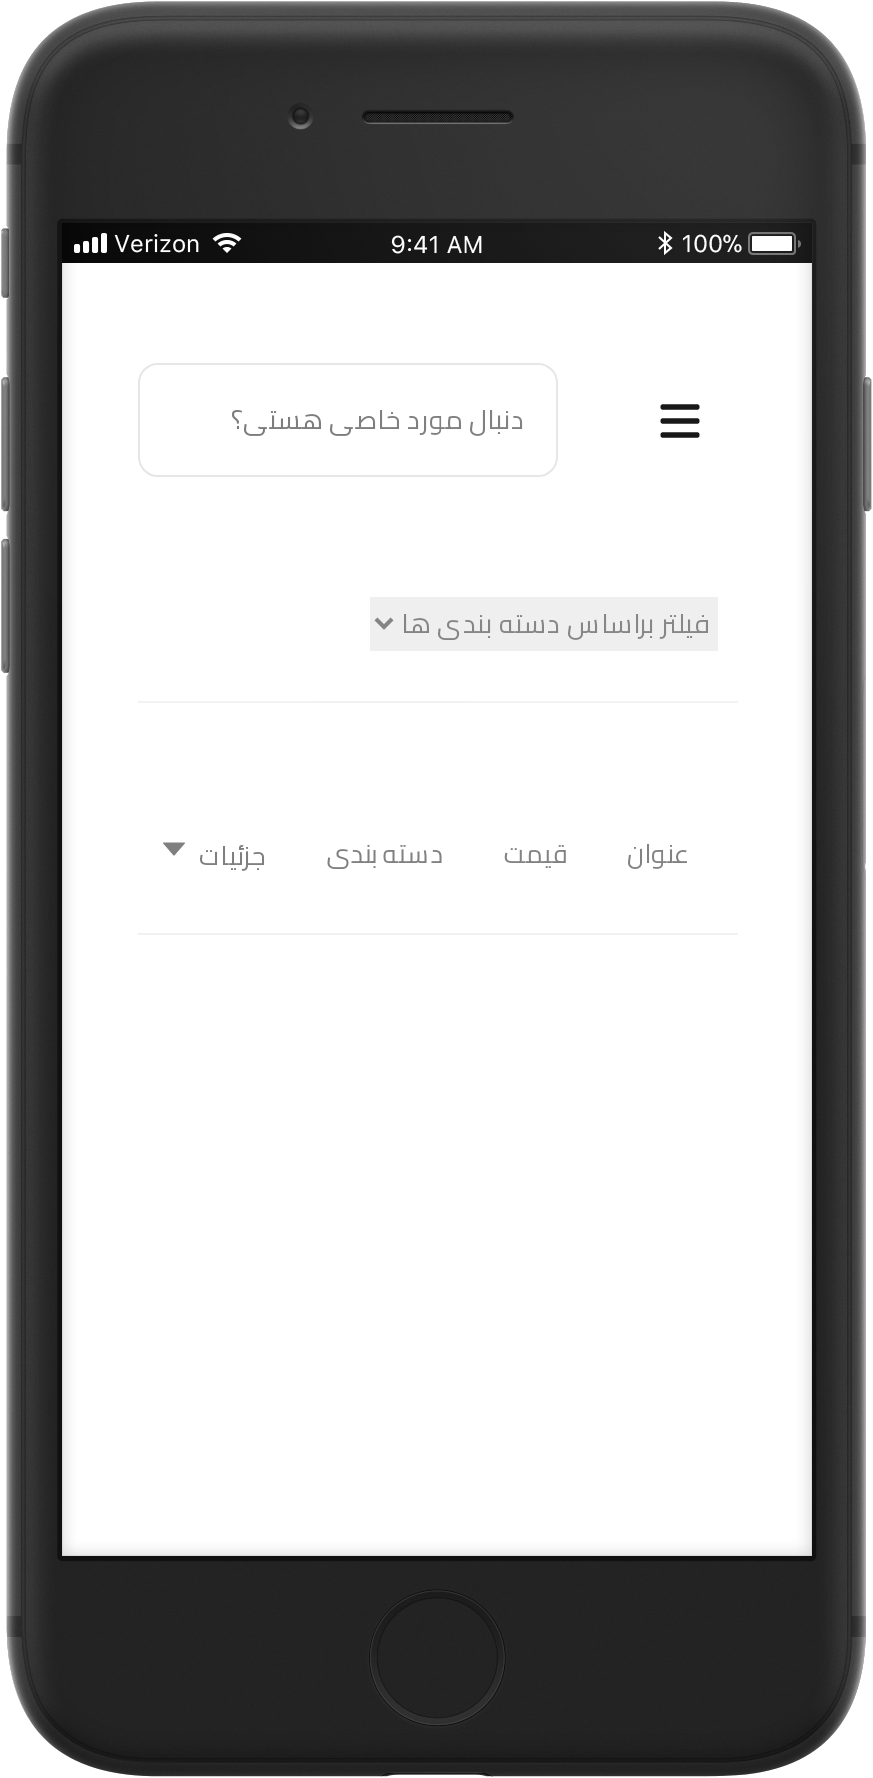 Verizon 9:41 AM 100%
دنبال مورد خاصی هستی؟
فیلتر براساس دسته بندی ها
عنوان قیمت دسته بندی جزئیات